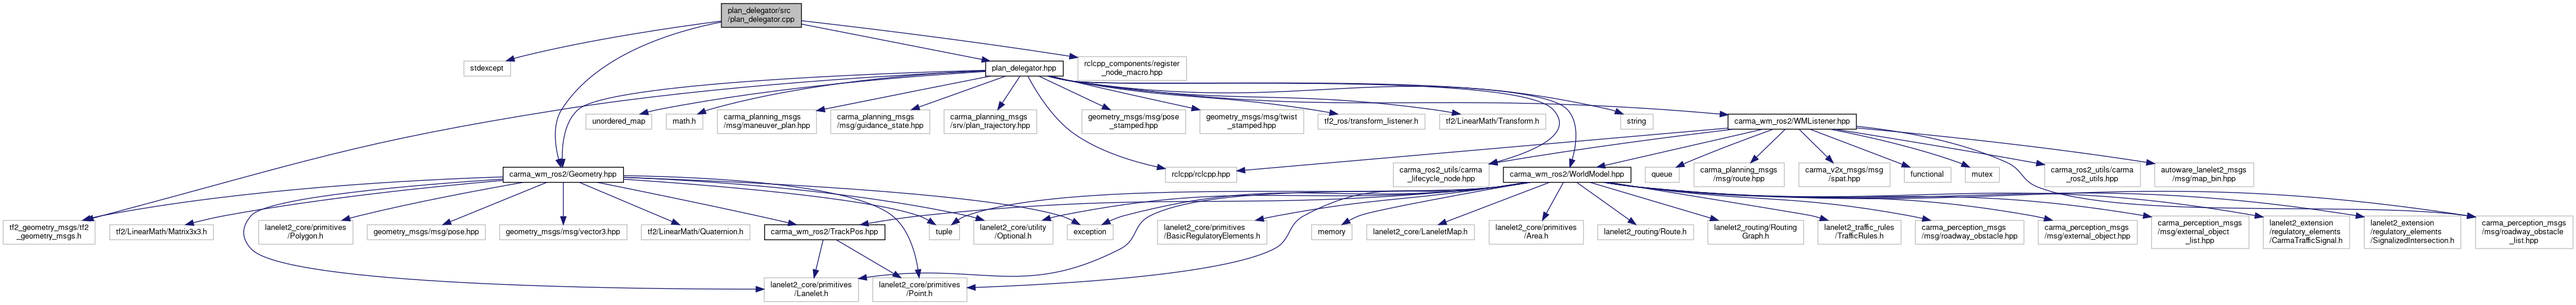 plan_delegator/src
/plan_delegator.cpp
stdexcept
plan_delegator.hpp
rclcpp_components/register
_node_macro.hpp
unordered_map
math.h
carma_planning_msgs
/msg/maneuver_plan.hpp
carma_planning_msgs
/msg/guidance_state.hpp
carma_planning_msgs
/srv/plan_trajectory.hpp
geometry_msgs/msg/pose
_stamped.hpp
geometry_msgs/msg/twist
_stamped.hpp
tf2_ros/transform_listener.h
tf2/LinearMath/Transform.h
string
carma_wm_ros2/WMListener.hpp
carma_wm_ros2/Geometry.hpp
rclcpp/rclcpp.hpp
carma_ros2_utils/carma
_lifecycle_node.hpp
carma_wm_ros2/WorldModel.hpp
queue
carma_planning_msgs
/msg/route.hpp
carma_v2x_msgs/msg
/spat.hpp
functional
mutex
carma_ros2_utils/carma
_ros2_utils.hpp
autoware_lanelet2_msgs
/msg/map_bin.hpp
tf2_geometry_msgs/tf2
_geometry_msgs.h
tf2/LinearMath/Matrix3x3.h
lanelet2_core/primitives
/Polygon.h
geometry_msgs/msg/pose.hpp
geometry_msgs/msg/vector3.hpp
tf2/LinearMath/Quaternion.h
carma_wm_ros2/TrackPos.hpp
tuple
lanelet2_core/utility
/Optional.h
exception
lanelet2_core/primitives
/BasicRegulatoryElements.h
memory
lanelet2_core/LaneletMap.h
lanelet2_core/primitives
/Area.h
lanelet2_routing/Route.h
lanelet2_routing/Routing
Graph.h
lanelet2_traffic_rules
/TrafficRules.h
carma_perception_msgs
/msg/roadway_obstacle.hpp
carma_perception_msgs
/msg/external_object.hpp
carma_perception_msgs
/msg/external_object
_list.hpp
lanelet2_extension
/regulatory_elements
/CarmaTrafficSignal.h
lanelet2_extension
/regulatory_elements
/SignalizedIntersection.h
carma_perception_msgs
/msg/roadway_obstacle
_list.hpp
lanelet2_core/primitives
/Lanelet.h
lanelet2_core/primitives
/Point.h